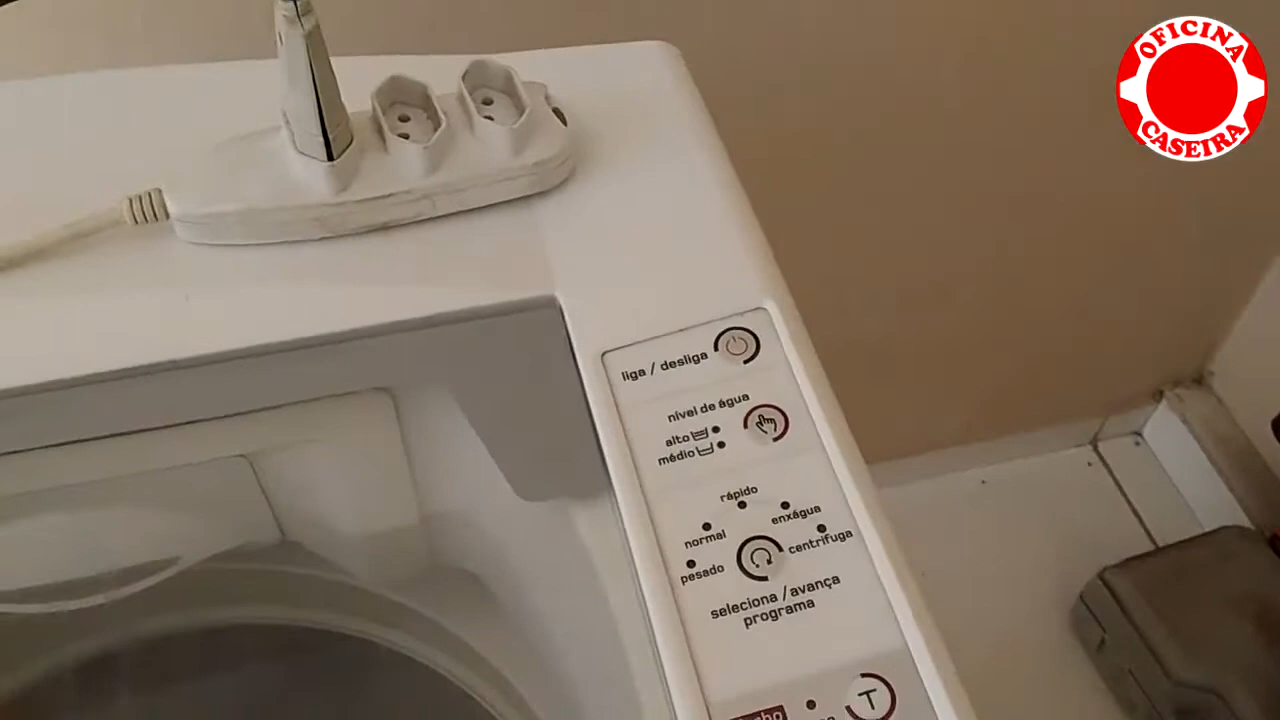 OFICINA
CASEIRA
liga / desliga
nível de água
alto
médio
rápido
normal
enxágua
pesado
centrifuga
seleciona / avança
programa
T